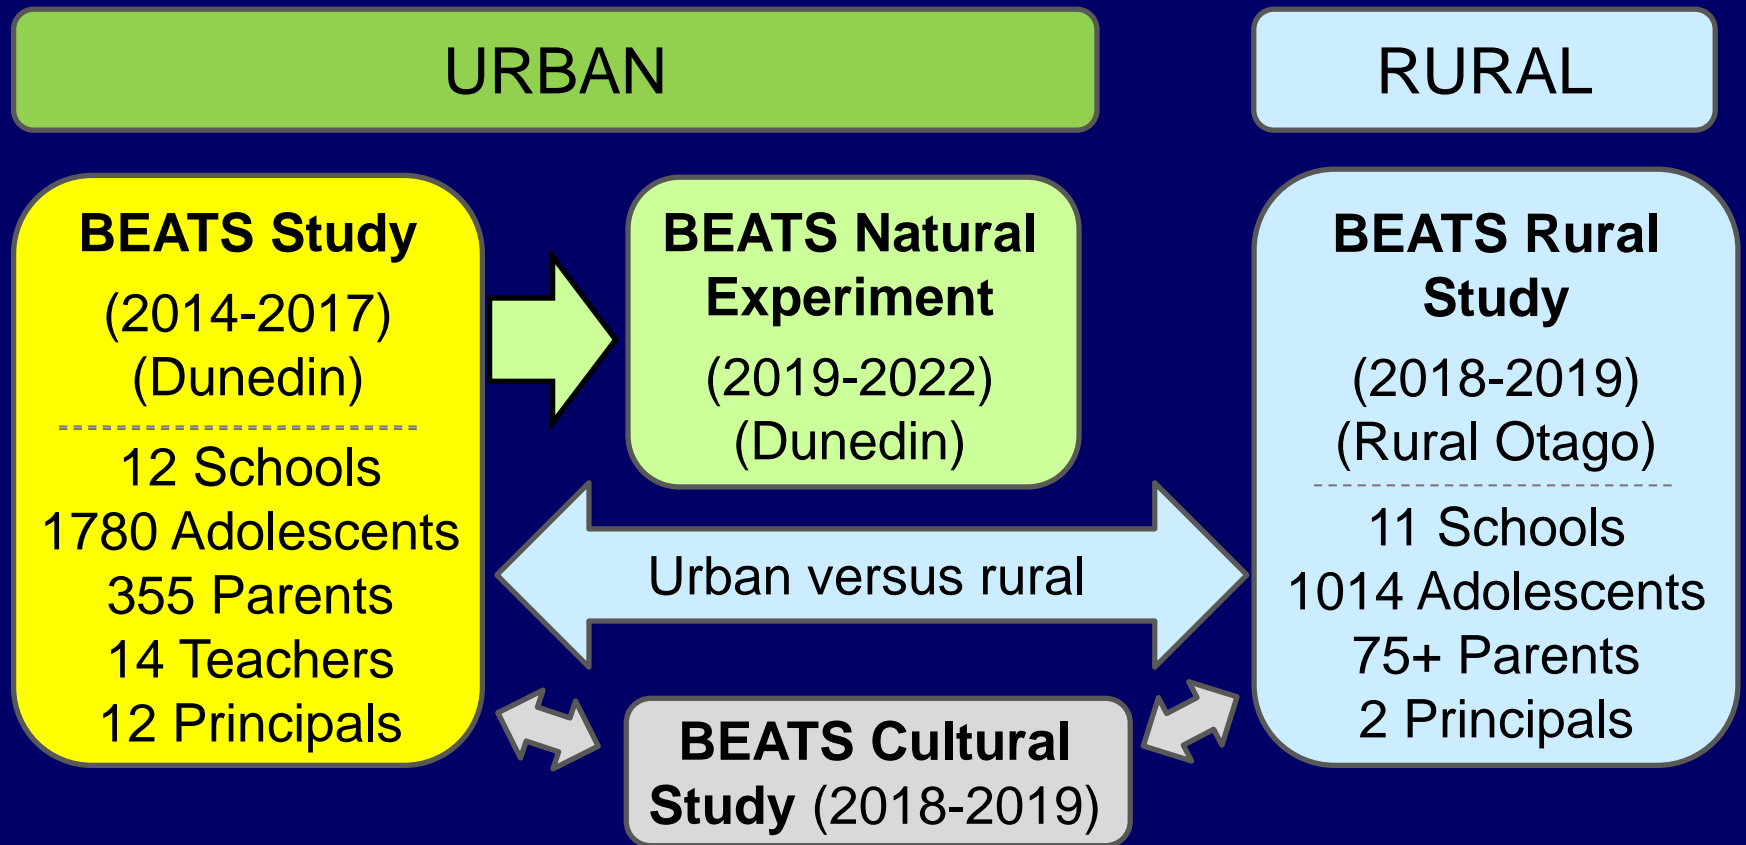 URBAN
RURAL
BEATS Study
(2014-2017)
(Dunedin)
12 Schools
1780 Adolescents
355 Parents
14 Teachers
12 Principals
BEATS Natural
Experiment
(2019-2022)
(Dunedin)
Urban versus rural
BEATS Cultural
Study (2018-2019)
BEATS Rural
Study
(2018-2019)
(Rural Otago)
11 Schools
1014 Adolescents
75+ Parents
2 Principals